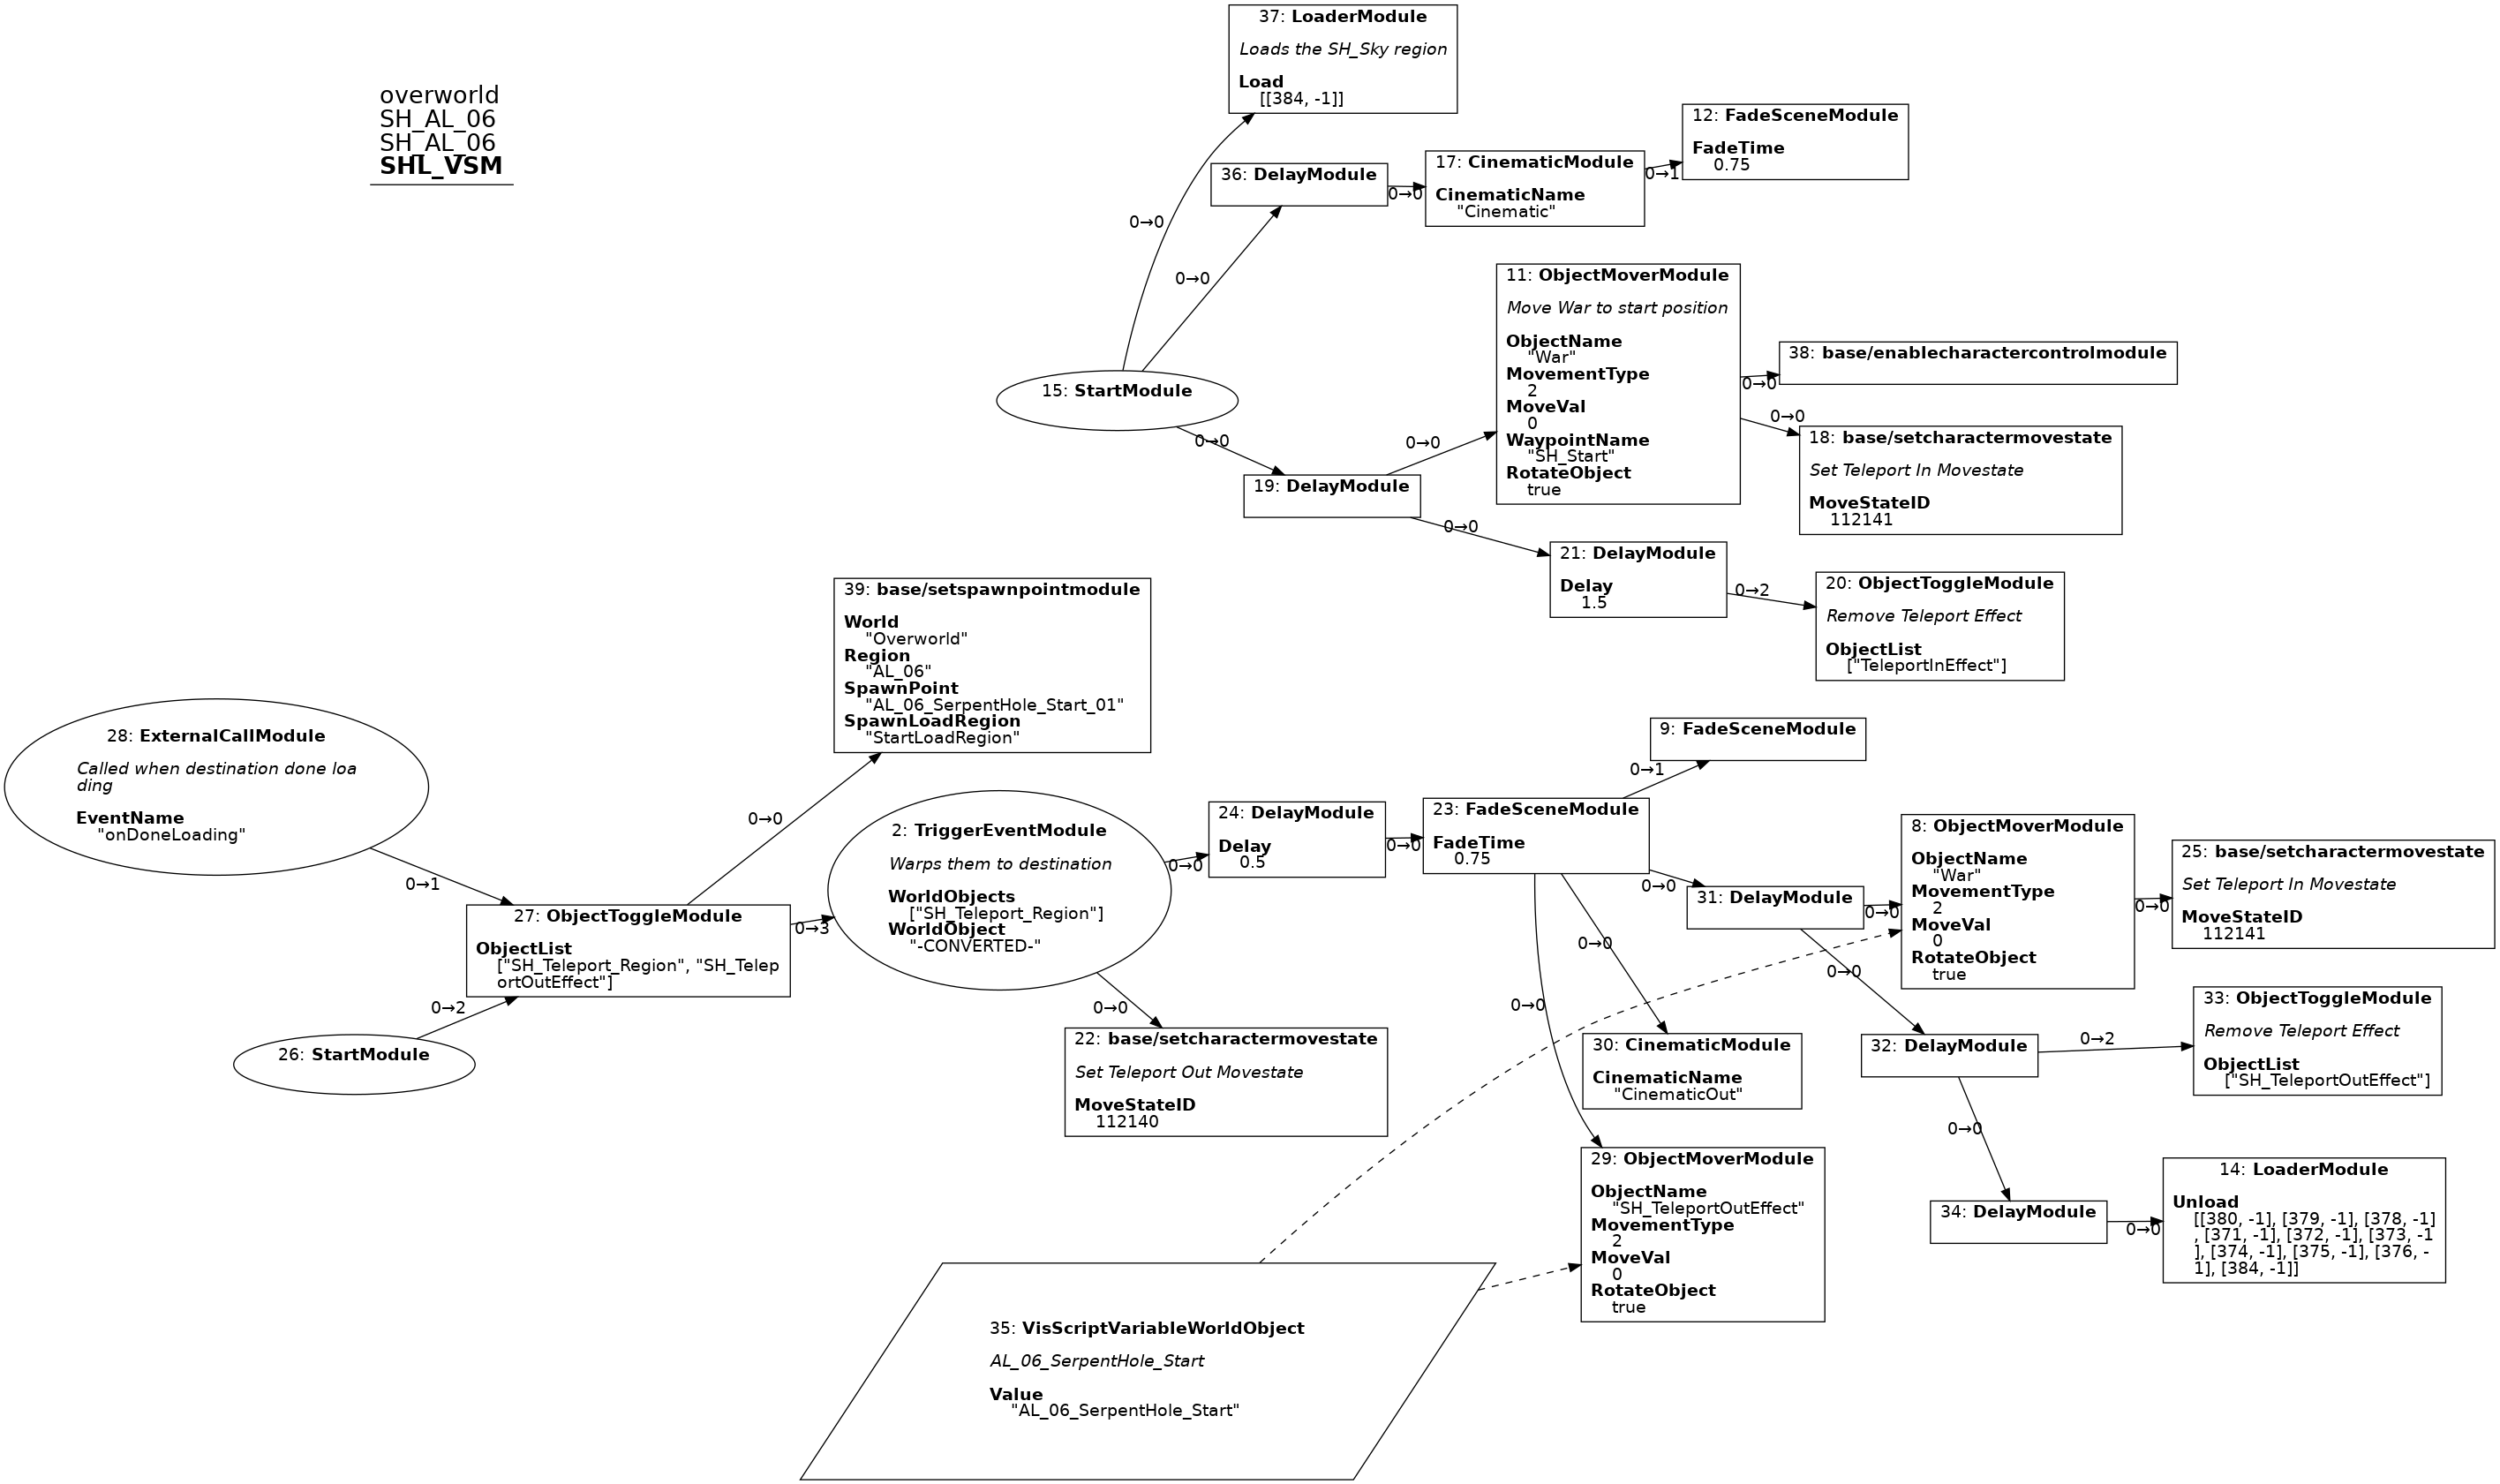 overworld
SH_AL_06
SH_AL_06
SHL_VSM
37: LoaderModule
Loads the SH_Sky region
Load
[[384, -1]]
36: DelayModule
17: CinematicModule
CinematicName
"Cinematic"
12: FadeSceneModule
FadeTime
0.75
0→0
0→0
0→0
0→1
15: StartModule
0→0
19: DelayModule
0→0
0→0
11: ObjectMoverModule
Move War to start position
ObjectName
"War"
MovementType
2
MoveVal
0
WaypointName
"SH_Start"
RotateObject
true
0→0
0→0
38: base/enablecharactercontrolmodule
18: base/setcharactermovestate
Set Teleport In Movestate
MoveStateID
112141
21: DelayModule
Delay
1.5
0→2
20: ObjectToggleModule
Remove Teleport Effect
ObjectList
["TeleportInEffect"]
39: base/setspawnpointmodule
World
"Overworld"
Region
"AL_06"
SpawnPoint
"AL_06_SerpentHole_Start_01"
SpawnLoadRegion
"StartLoadRegion"
28: ExternalCallModule
Called when destination done loa
ding
EventName
"onDoneLoading"
0→1
0→0
27: ObjectToggleModule
ObjectList
["SH_Teleport_Region", "SH_Telep
ortOutEffect"]
0→3
0→2
26: StartModule
2: TriggerEventModule
Warps them to destination
WorldObjects
["SH_Teleport_Region"]
WorldObject
"-CONVERTED-"
0→0
0→0
24: DelayModule
Delay
0.5
0→0
22: base/setcharactermovestate
Set Teleport Out Movestate
MoveStateID
112140
23: FadeSceneModule
FadeTime
0.75
0→1
0→0
0→0
0→0
9: FadeSceneModule
31: DelayModule
0→0
0→0
8: ObjectMoverModule
ObjectName
"War"
MovementType
2
MoveVal
0
RotateObject
true
0→0
25: base/setcharactermovestate
Set Teleport In Movestate
MoveStateID
112141
30: CinematicModule
CinematicName
"CinematicOut"
32: DelayModule
0→2
0→0
33: ObjectToggleModule
Remove Teleport Effect
ObjectList
["SH_TeleportOutEffect"]
29: ObjectMoverModule
ObjectName
"SH_TeleportOutEffect"
MovementType
2
MoveVal
0
RotateObject
true
34: DelayModule
0→0
14: LoaderModule
Unload
[[380, -1], [379, -1], [378, -1]
, [371, -1], [372, -1], [373, -1
], [374, -1], [375, -1], [376, -
1], [384, -1]]
35: VisScriptVariableWorldObject
AL_06_SerpentHole_Start
Value
"AL_06_SerpentHole_Start"